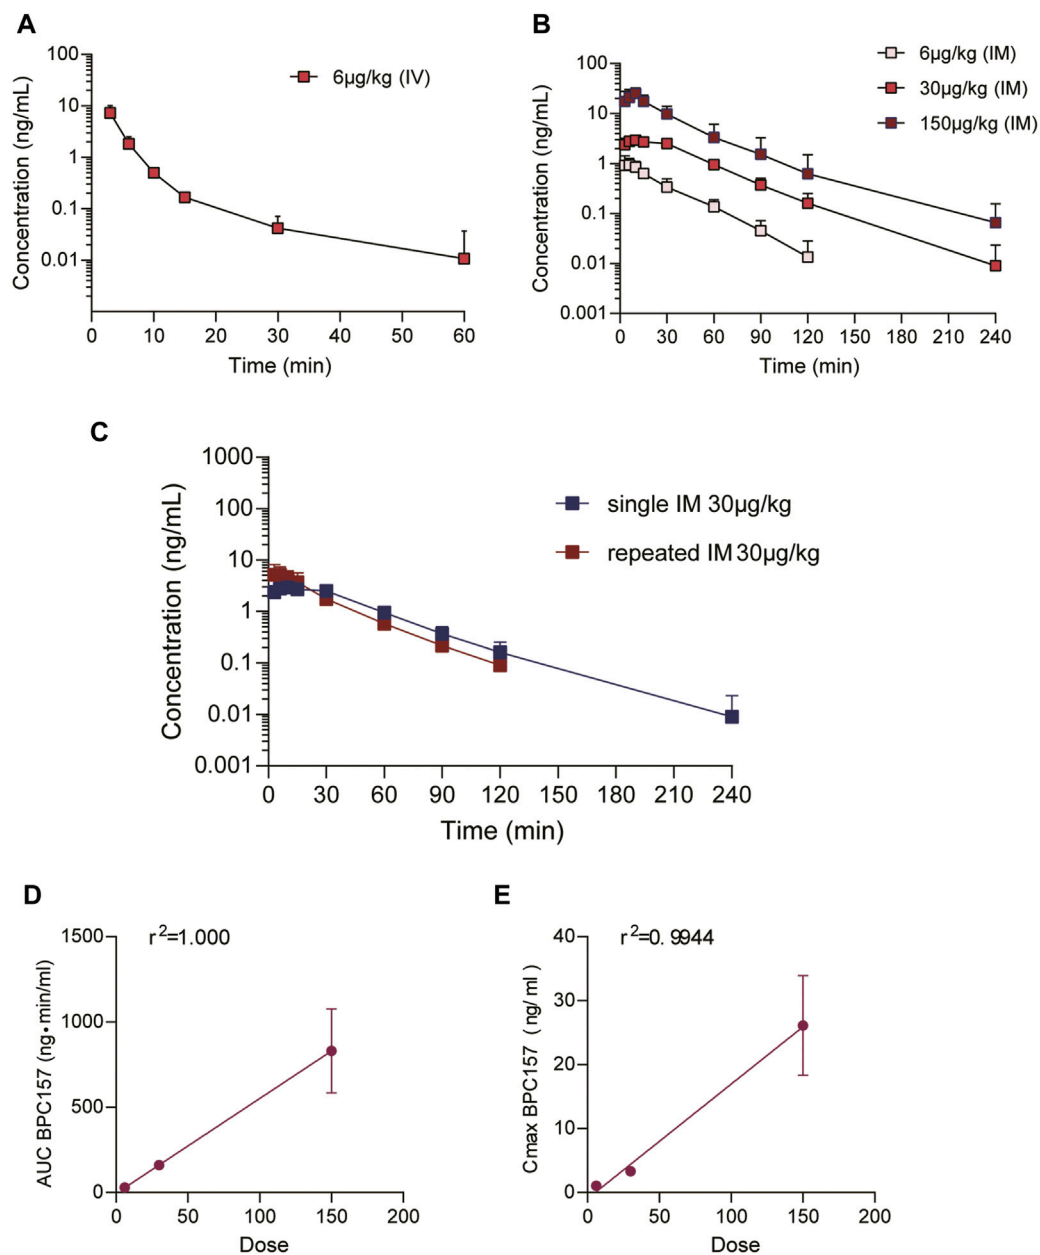 A
100
10
1
0.1
0.01
Concentration (ng/mL)
6µg/kg (IV)
0 10 20 30 40 50 60
Time (min)
B
100
10
1
0.1
0.01
0.001
Concentration (ng/mL)
6µg/kg (IM)
30µg/kg (IM)
150µg/kg (IM)
0 30 60 90 120 150 180 210 240
Time (min)
C
1000
100
10
1
0.1
0.01
0.001
Concentration (ng/mL)
single IM 30µg/kg
repeated IM 30µg/kg
0 30 60 90 120 150 180 210 240
Time (min)
D
r²=1.000
1500
1000
500
0
AUC BPC157 (ng•min/ml)
0 50 100 150 200
Dose
E
r²=0.9944
40
30
20
10
0
Cmax BPC157 (ng/ml)
0 50 100 150 200
Dose